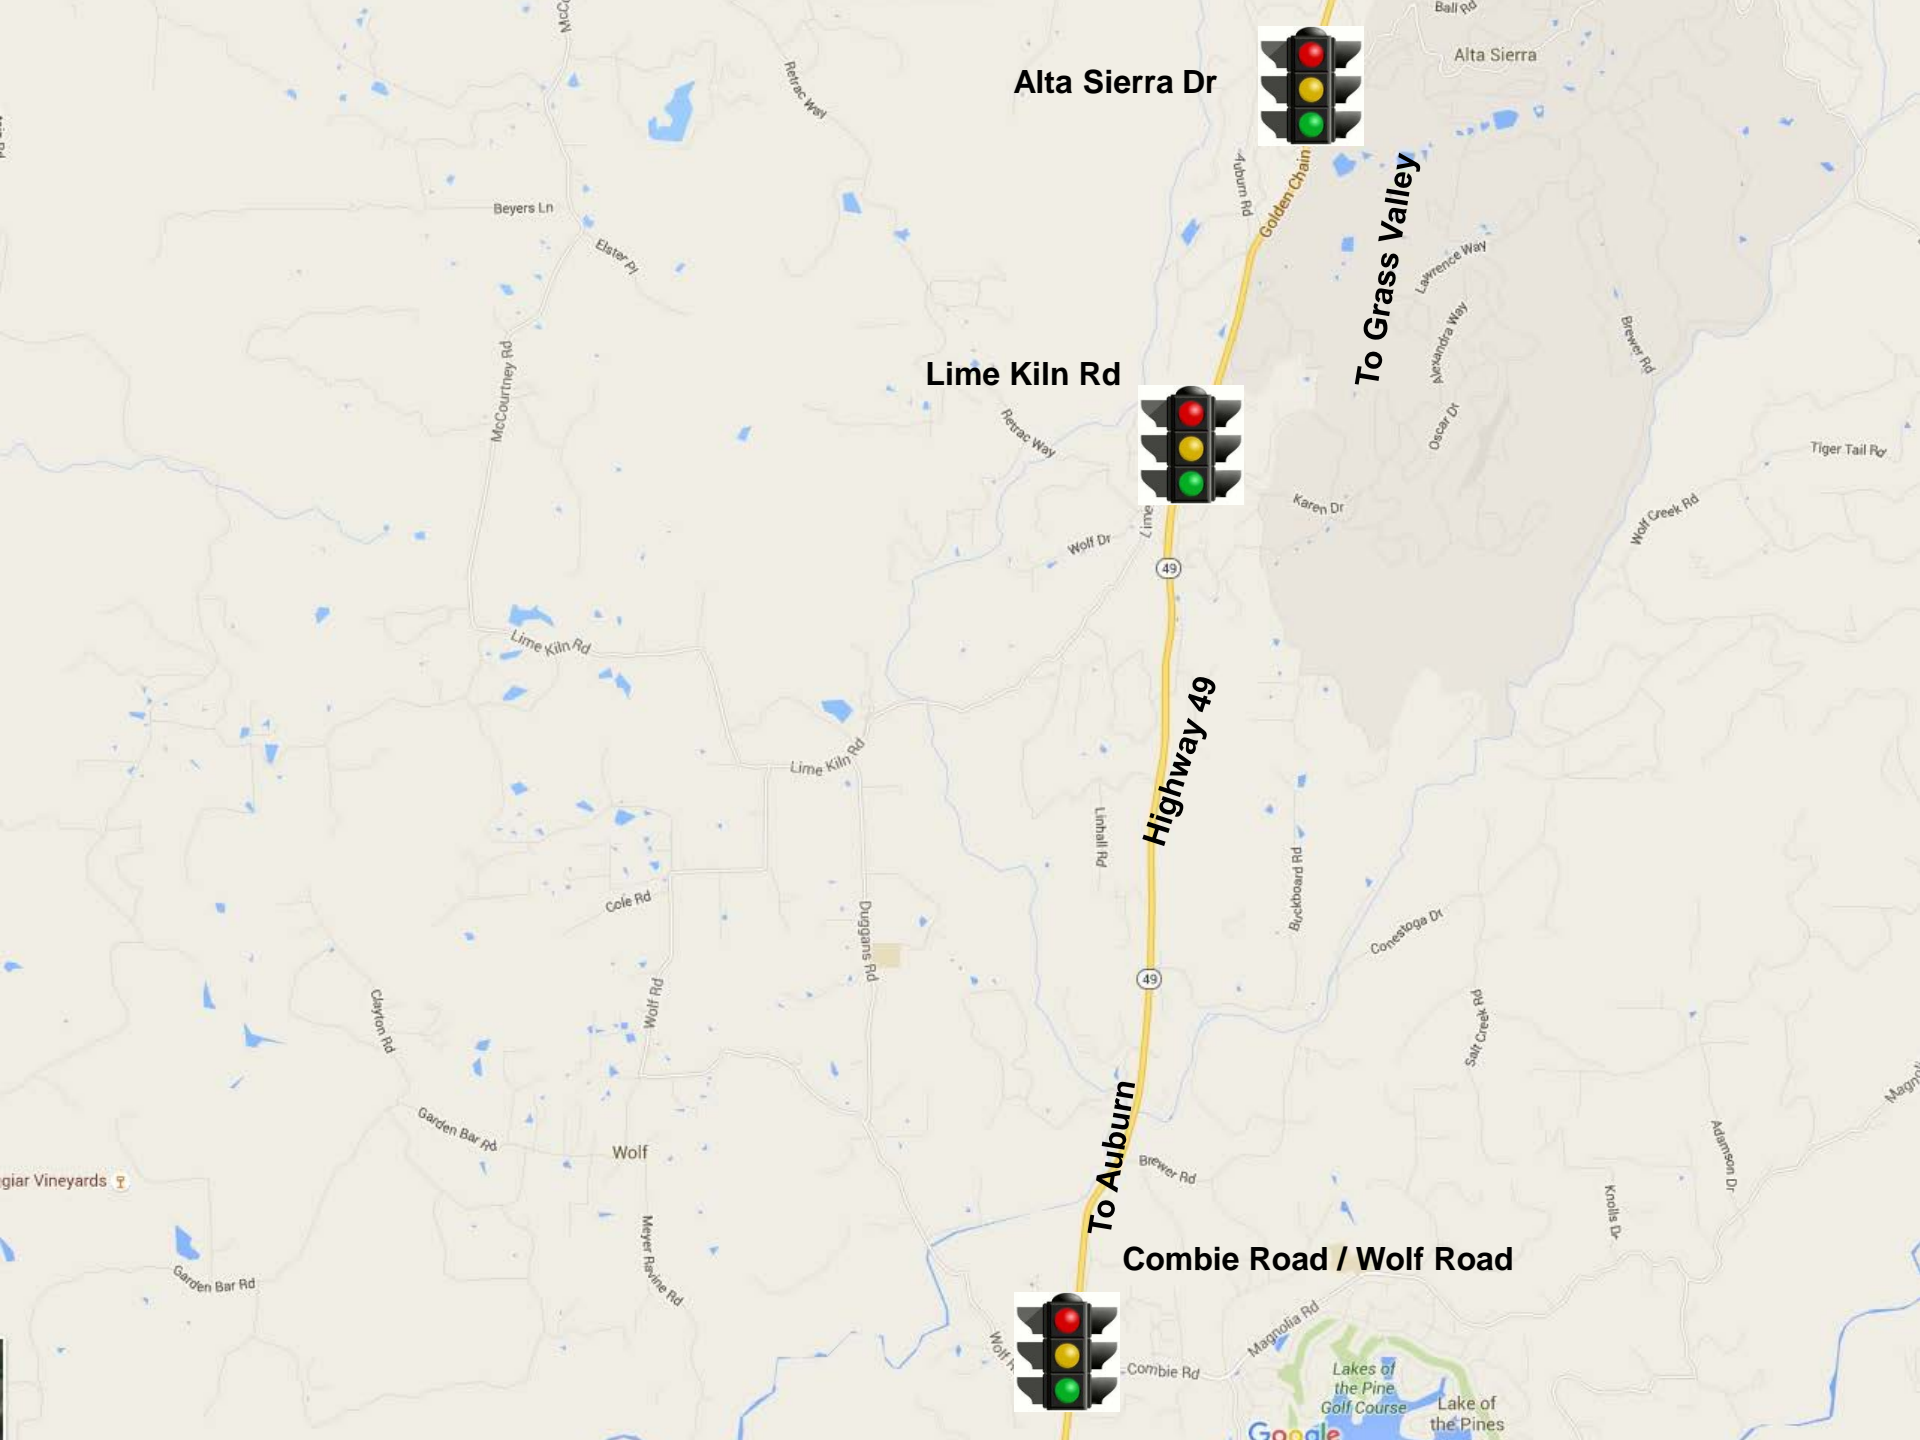 Ball Rd
Alta Sierra
Alta Sierra Dr
Retrac Way
Auburn Rd
Golden Chain
To Grass Valley
Beyers Ln
Elster Pl
Lawrence Way
Alexandra Way
Brewer Rd
McCourtney Rd
Lime Kiln Rd
Retrac Way
Oscar Dr
Tiger Tail Rd
Karen Dr
Wolf Creek Rd
Lime
Wolf Dr
49
Lime Kiln Rd
Highway 49
Lime Kiln Rd
Linhall Rd
Buckboard Rd
Cole Rd
Duggans Rd
Conestoga Dr
49
Clayton Rd
Wolf Rd
Salt Creek Rd
To Auburn
Garden Bar Rd
Wolf
Brewer Rd
Adamson Dr
giar Vineyards
Knolls Dr
Meyer Ravine Rd
Combie Road / Wolf Road
Garden Bar Rd
Magnolia Rd
Wolf
Combie Rd
Lakes of
the Pine
Golf Course
Lake of
the Pines
Google